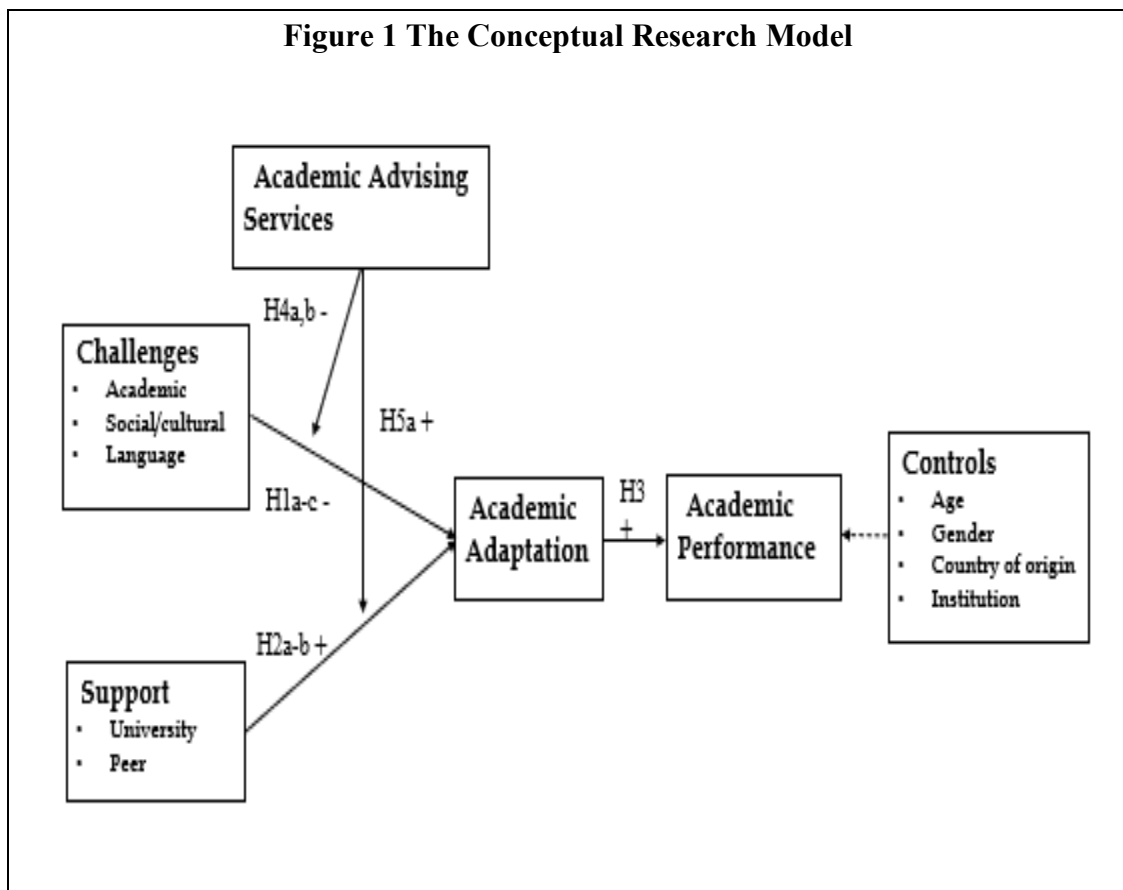 Figure 1 The Conceptual Research Model
Academic Advising
Services
H4a,b -
Challenges
▪ Academic
▪ Social/cultural
▪ Language
H5a +
H1a-c -
Academic
Adaptation
H3
+
Academic
Performance
Controls
▪ Age
▪ Gender
▪ Country of origin
▪ Institution
H2a-b +
Support
▪ University
▪ Peer